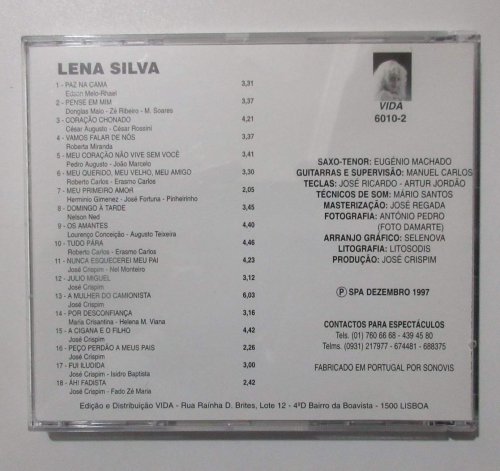 LENA SILVA
1 - PAZ NA CAMA 3,31
Edson Melo-Rhael
2 - PENSE EM MIM 3,37
Donglas Maio - Zé Ribeiro - M. Soares
3 - CORAÇÃO CHONADO 4,21
César Augusto - César Rossini
4 - VAMOS FALAR DE NÓS 3,37
Roberta Miranda
5 - MEU CORAÇÃO NÃO VIVE SEM VOCÊ 3,41
Pedro Augusto - João Marcelo
6 - MEU QUERIDO, MEU VELHO, MEU AMIGO 3,30
Roberto Carlos - Erasmo Carlos
7 - MEU PRIMEIRO AMOR 2,05
Herminio Gimenez - José Fortuna - Pinheirinho
8 - DOMINGO À TARDE 3,45
Nelson Ned
9 - OS AMANTES 4,40
Lourenço Conceição - Augusto Teixeira
10 - TUDO PÁRA 4,46
Roberto Carlos - Erasmo Carlos
11 - NUNCA ESQUECEREI MEU PAI 4,23
José Crispim - Nel Monteiro
12 - JULIO MIGUEL 3,12
José Crispim
13 - A MULHER DO CAMIONISTA 6,03
José Crispim
14 - POR DESCONFIANÇA 3,16
Maria Crisantina - Helena M. Viana
15 - A CIGANA E O FILHO 4,42
José Crispim
16 - PEÇO PERDÃO A MEUS PAIS 2,26
José Crispim
17 - FUI ILUDIDA 3,00
José Crispim - Isidro Baptista
18 - AH! FADISTA 2,42
José Crispim - Fado Zé Maria
VIDA
6010-2
SAXO-TENOR: EUGÉNIO MACHADO
GUITARRAS E SUPERVISÃO: MANUEL CARLOS
TECLAS: JOSÉ RICARDO - ARTUR JORDÃO
TÉCNICOS DE SOM: MÁRIO SANTOS
MASTERIZAÇÃO: JOSÉ REGADA
FOTOGRAFIA: ANTÓNIO PEDRO
(FOTO DAMARTE)
ARRANJO GRÁFICO: SELENOVA
LITOGRAFIA: LITOSODIS
PRODUÇÃO: JOSÉ CRISPIM
Ⓟ SPA DEZEMBRO 1997
CONTACTOS PARA ESPECTÁCULOS
Tels. (01) 760 66 68 - 439 45 80
Telms. (0931) 217977 - 674481 - 688375
FABRICADO EM PORTUGAL POR SONOVIS
Edição e Distribuição VIDA - Rua Raínha D. Brites, Lote 12 - 4ºD Bairro da Boavista - 1500 LISBOA